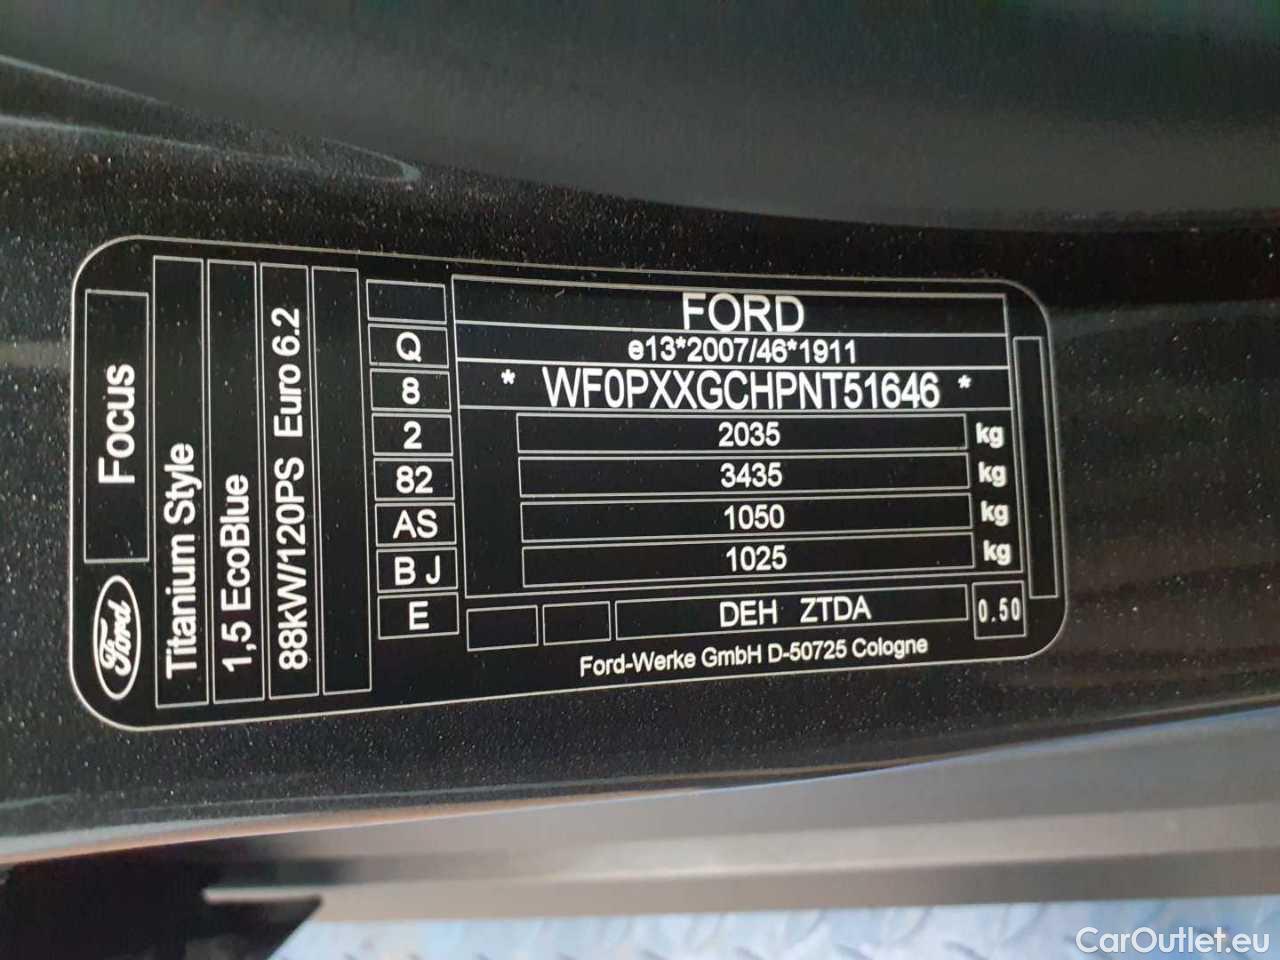 Ford
Focus
Titanium Style
1,5 EcoBlue
88kW/120PS Euro 6.2
Q
8
2
82
AS
B J
E
FORD
e13*2007/46*1911
* WF0PXXGCHPNT51646 *
2035 kg
3435 kg
1050 kg
1025 kg
DEH ZTDA
0.50
Ford-Werke GmbH D-50725 Cologne
CarOutlet.eu